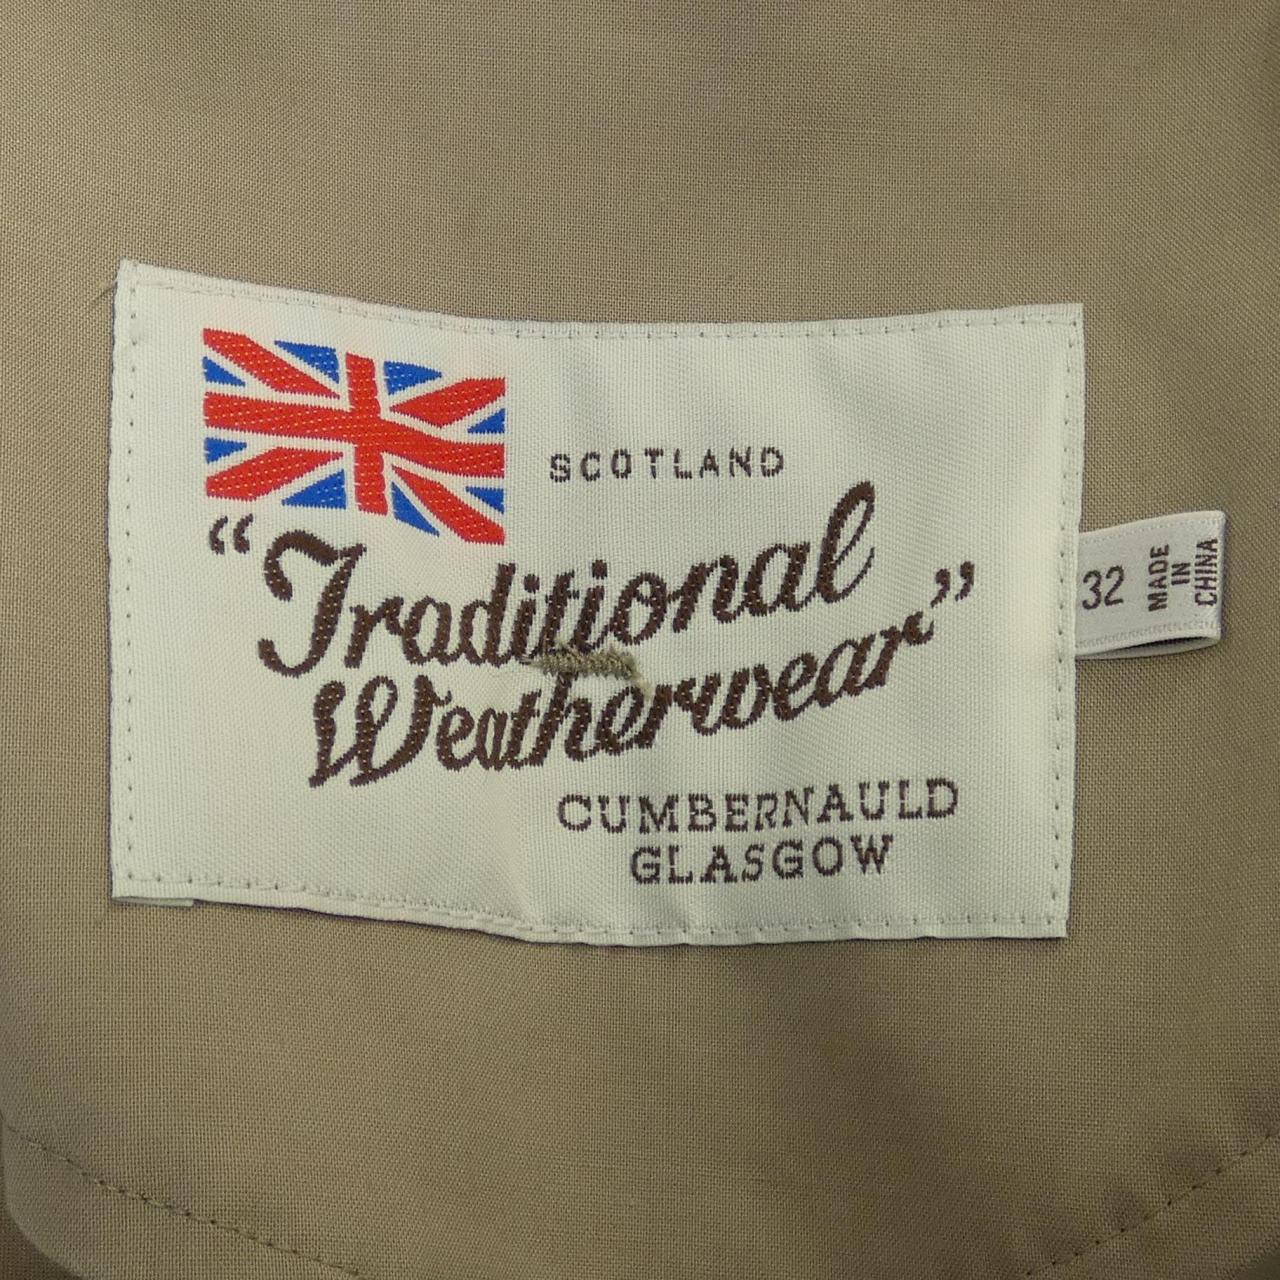 SCOTLAND
“Traditional
Weatherwear”
CUMBERNAULD
GLASGOW
32
MADE
IN
CHINA